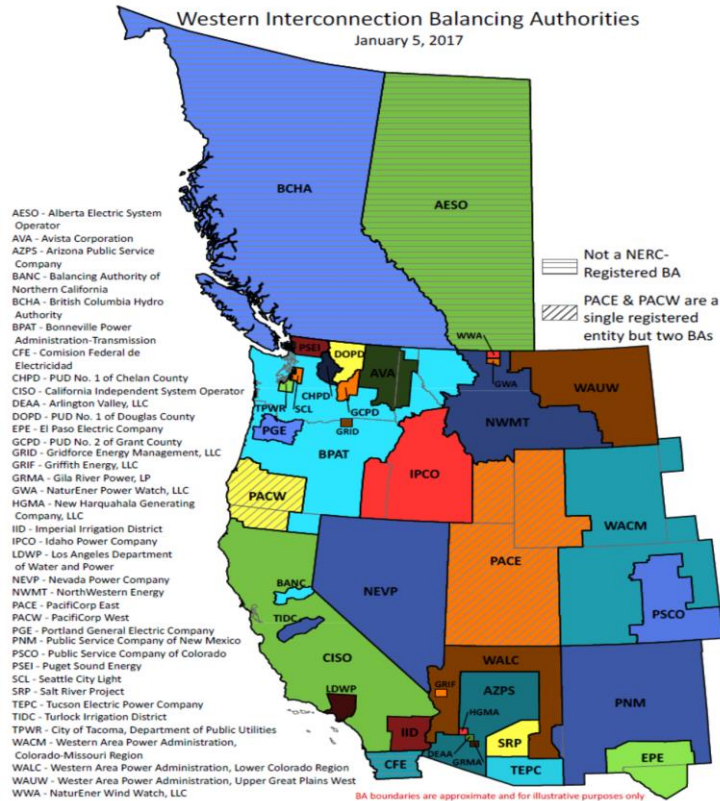 Western Interconnection Balancing Authorities
January 5, 2017
BCHA
AESO
AESO - Alberta Electric System
Operator
AVA - Avista Corporation
AZPS - Arizona Public Service
Company
BANC - Balancing Authority of
Northern California
BCHA - British Columbia Hydro
Authority
BPAT - Bonneville Power
Administration-Transmission
CFE - Comision Federal de
Electricidad
CHPD - PUD No. 1 of Chelan County
CISO - California Independent System Operator
DEAA - Arlington Valley, LLC
DOPD - PUD No. 1 of Douglas County
EPE - El Paso Electric Company
GCPD - PUD No. 2 of Grant County
GRID - Gridforce Energy Management, LLC
GRIF - Griffith Energy, LLC
GRMA - Gila River Power, LP
GWA - NaturEner Power Watch, LLC
HGMA - New Harquahala Generating
Company, LLC
IID - Imperial Irrigation District
IPCO - Idaho Power Company
LDWP - Los Angeles Department
of Water and Power
NEVP - Nevada Power Company
NWMT - NorthWestern Energy
PACE - PacifiCorp East
PACW - PacifiCorp West
PGE - Portland General Electric Company
PNM - Public Service Company of New Mexico
PSCO - Public Service Company of Colorado
PSEI - Puget Sound Energy
SCL - Seattle City Light
SRP - Salt River Project
TEPC - Tucson Electric Power Company
TIDC - Turlock Irrigation District
TPWR - City of Tacoma, Department of Public Utilities
WACM - Western Area Power Administration,
Colorado-Missouri Region
WALC - Western Area Power Administration, Lower Colorado Region
WAUW - Wester Area Power Administration, Upper Great Plains West
WWA - NaturEner Wind Watch, LLC
Not a NERC-
Registered BA
PACE & PACW are a
single registered
entity but two BAs
WWA
PSEI
DOPD
AVA
GWA
WAUW
CHPD
TPWR
SCL
GCPD
NWMT
PGE
GRID
BPAT
IPCO
PACW
WACM
PACE
BANC
NEVP
PSCO
TIDC
CISO
WALC
LDWP
GRIF
AZPS
PNM
HGMA
IID
SRP
DEAA
GRMA
CFE
TEPC
EPE
BA boundaries are approximate and for illustrative purposes only